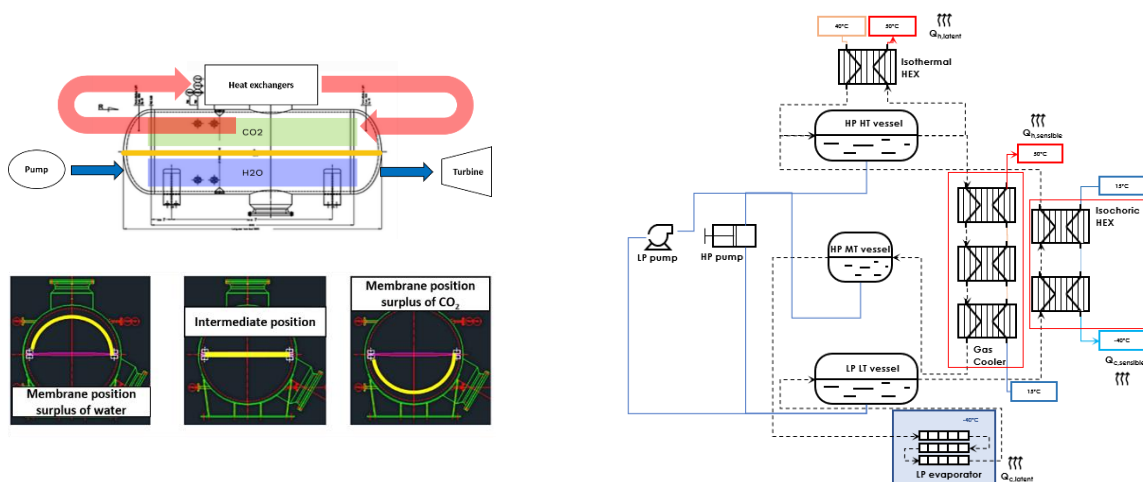 Heat exchangers
CO2
H2O
Pump
Turbine
Membrane position
surplus of water
Intermediate position
Membrane position
surplus of CO₂
40°C
50°C
Qh,latent
Isothermal
HEX
HP HT vessel
Qh,sensible
50°C
15°C
Isochoric
HEX
LP pump
HP pump
HP MT vessel
Gas
Cooler
-40°C
Qc,sensible
LP LT vessel
15°C
-40°C
LP evaporator
Qc,latent